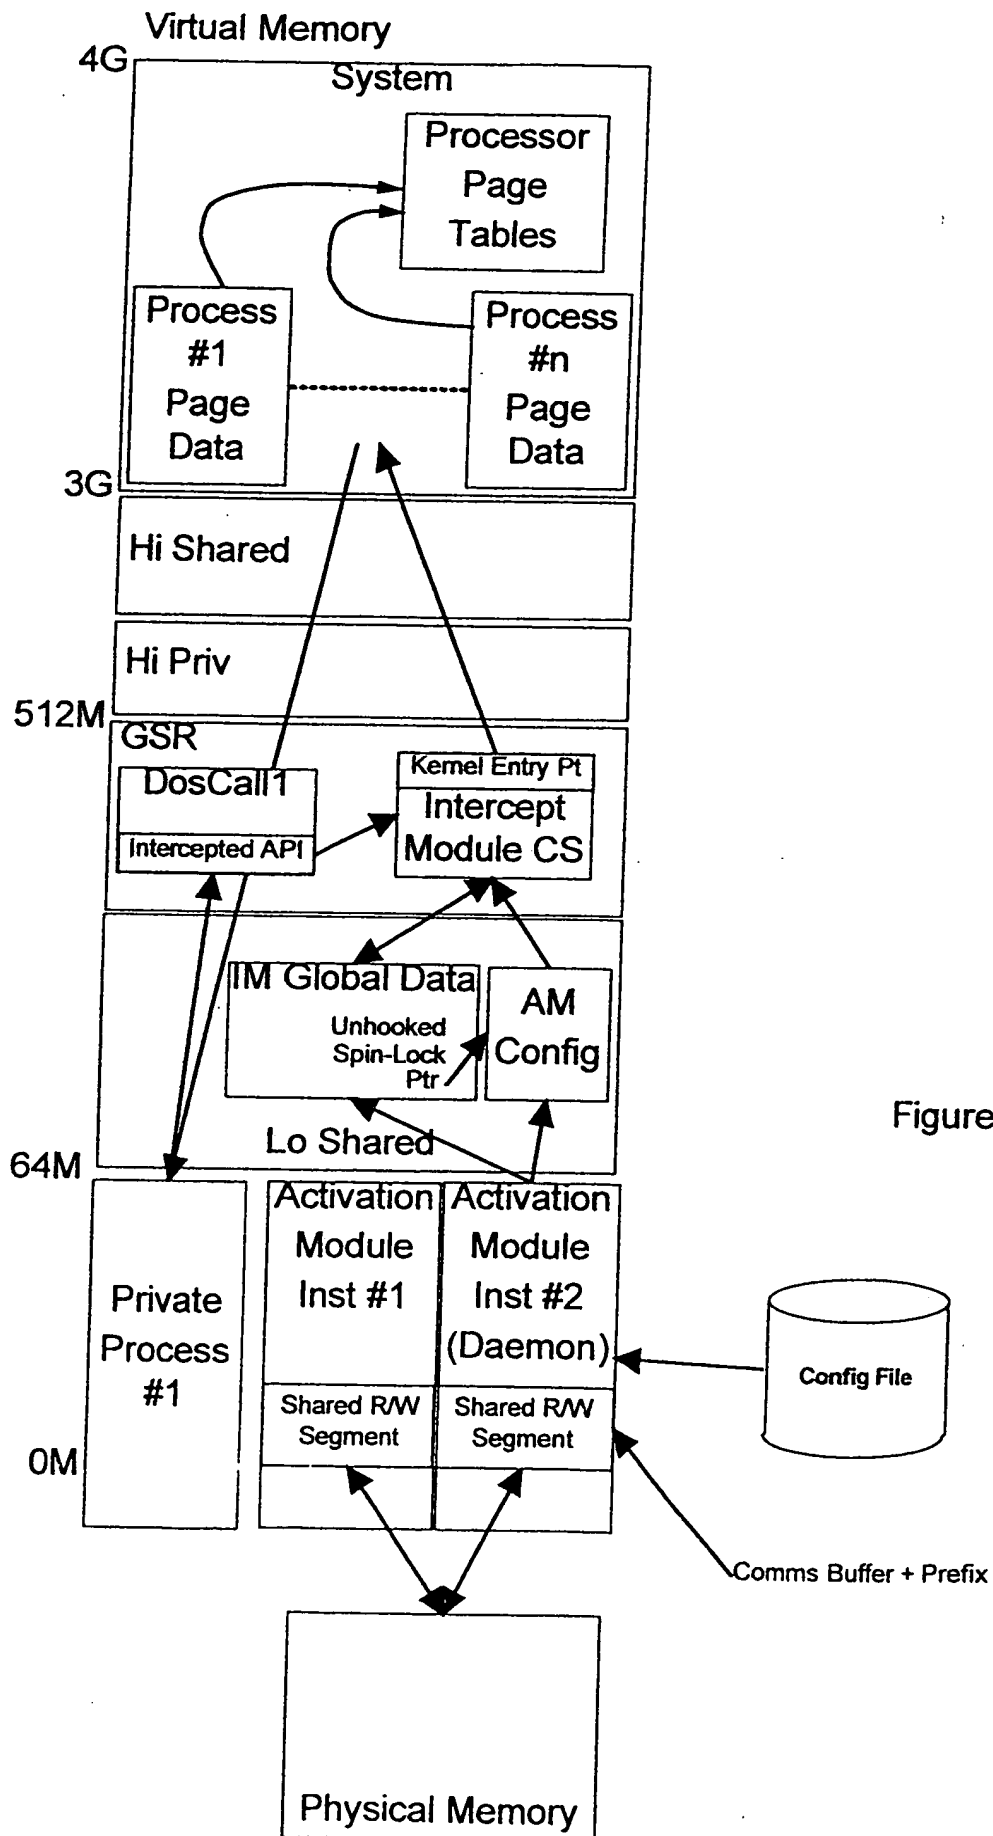 Virtual Memory
4G
System
Processor
Page
Tables
Process
#1
Page
Data
Process
#n
Page
Data
3G
Hi Shared
Hi Priv
512M
GSR
DosCall1
Intercepted API
Kernel Entry Pt
Intercept
Module CS
IM Global Data
Unhooked
Spin-Lock
Ptr
AM
Config
Lo Shared
Figure
64M
Private
Process
#1
Activation
Module
Inst #1
Shared R/W
Segment
Activation
Module
Inst #2
(Daemon)
Shared R/W
Segment
Config File
0M
Comms Buffer + Prefix
Physical Memory